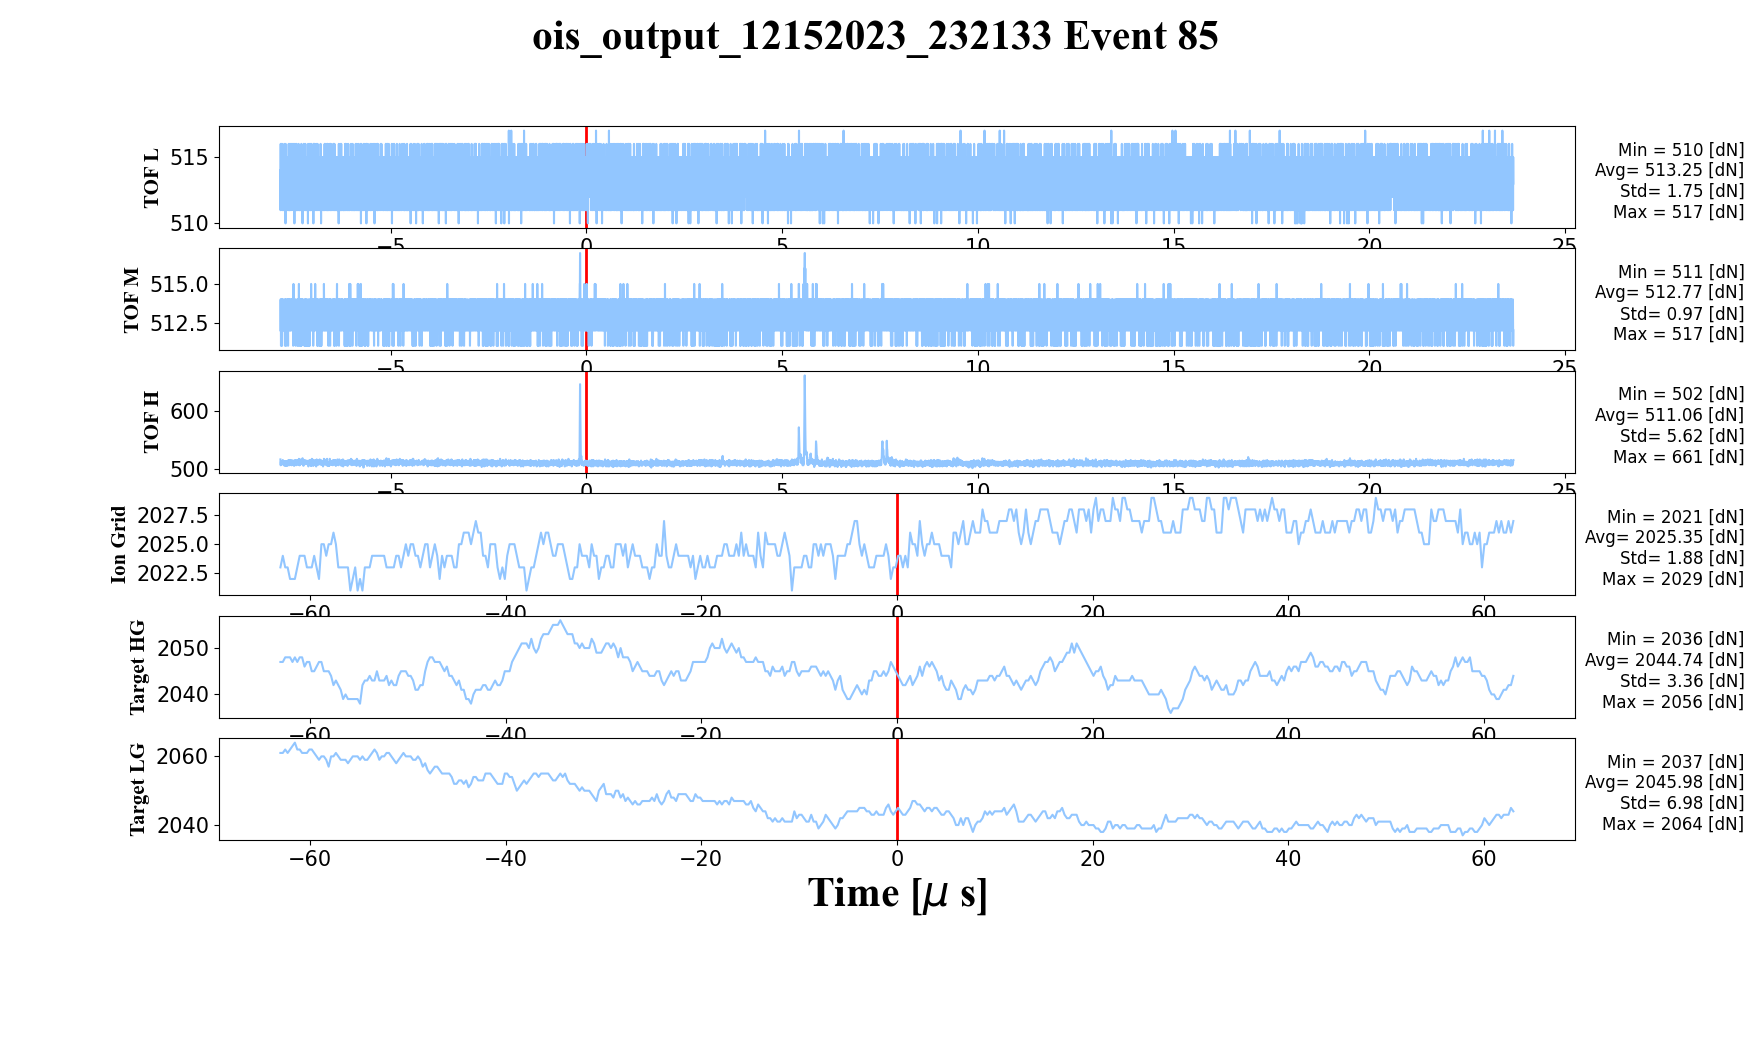 ois_output_12152023_232133 Event 85
TOF L
515
510
−5 0 5 10 15 20 25
Min = 510 [dN]
Avg= 513.25 [dN]
Std= 1.75 [dN]
Max = 517 [dN]
TOF M
515.0
512.5
−5 0 5 10 15 20 25
Min = 511 [dN]
Avg= 512.77 [dN]
Std= 0.97 [dN]
Max = 517 [dN]
TOF H
600
500
−5 0 5 10 15 20 25
Min = 502 [dN]
Avg= 511.06 [dN]
Std= 5.62 [dN]
Max = 661 [dN]
Ion Grid
2027.5
2025.0
2022.5
−60 −40 −20 0 20 40 60
Min = 2021 [dN]
Avg= 2025.35 [dN]
Std= 1.88 [dN]
Max = 2029 [dN]
Target HG
2050
2040
−60 −40 −20 0 20 40 60
Min = 2036 [dN]
Avg= 2044.74 [dN]
Std= 3.36 [dN]
Max = 2056 [dN]
Target LG
2060
2040
−60 −40 −20 0 20 40 60
Min = 2037 [dN]
Avg= 2045.98 [dN]
Std= 6.98 [dN]
Max = 2064 [dN]
Time [μ s]